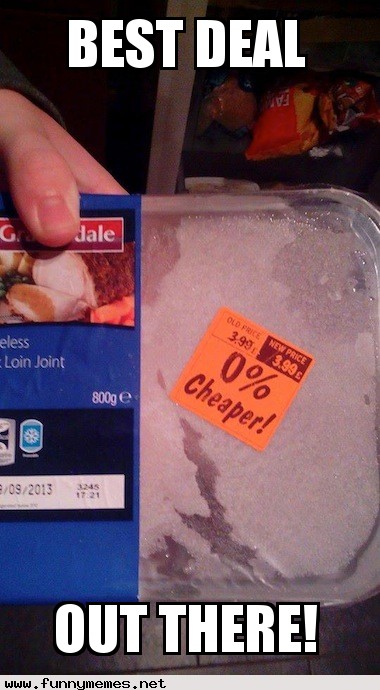 BEST DEAL
dale
eless
Loin Joint
800g e
OLD PRICE
3.99 £
NEW PRICE
3.99 £
0%
Cheaper!
/09/2013
3245
17:21
OUT THERE!
www.funnymemes.net